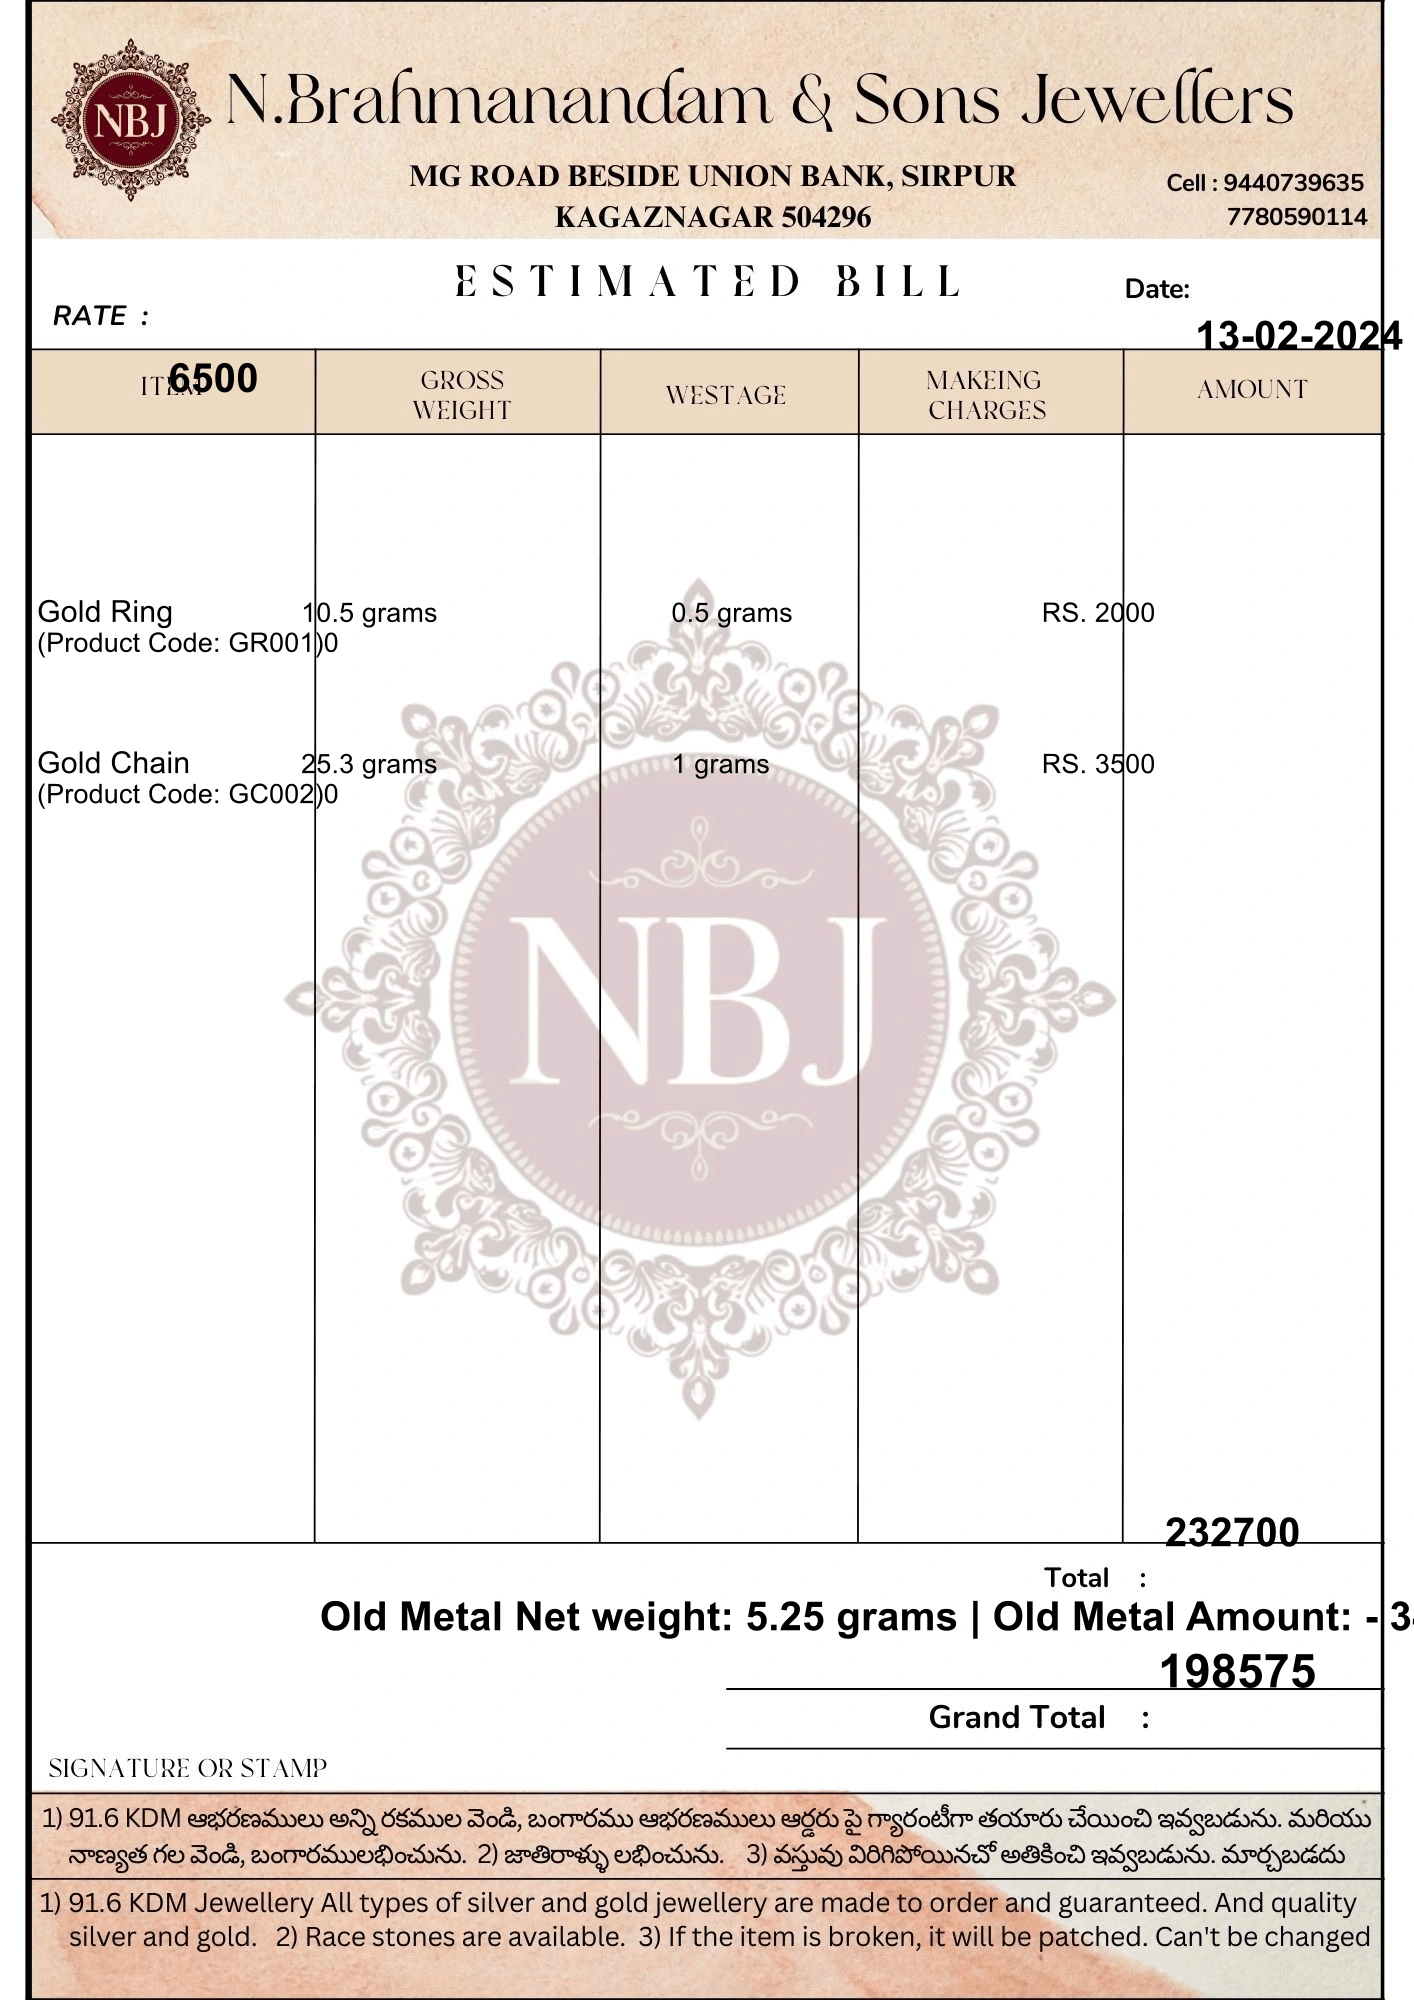 NBJ
N.Brahmanandam & Sons Jewellers
MG ROAD BESIDE UNION BANK, SIRPUR
KAGAZNAGAR 504296
Cell : 9440739635
7780590114
ESTIMATED BILL
Date:
13-02-2024
RATE :
6500
ITEM
GROSS
WEIGHT
WESTAGE
MAKEING
CHARGES
AMOUNT
Gold Ring 10.5 grams 0.5 grams RS. 2000
(Product Code: GR001)0
Gold Chain 25.3 grams 1 grams RS. 3500
(Product Code: GC002)0
NBJ
232700
Total :
Old Metal Net weight: 5.25 grams | Old Metal Amount: - 3
198575
Grand Total :
SIGNATURE OR STAMP
1) 91.6 KDM ఆభరణములు అన్ని రకముల వెండి, బంగారము ఆభరణములు ఆర్డరు పై గ్యారంటీగా తయారు చేయించి ఇవ్వబడును. మరియు
నాణ్యత గల వెండి, బంగారములభించును. 2) జాతిరాళ్ళు లభించును. 3) వస్తువు విరిగిపోయినచో అతికించి ఇవ్వబడును. మార్చబడదు
1) 91.6 KDM Jewellery All types of silver and gold jewellery are made to order and guaranteed. And quality
silver and gold. 2) Race stones are available. 3) If the item is broken, it will be patched. Can't be changed